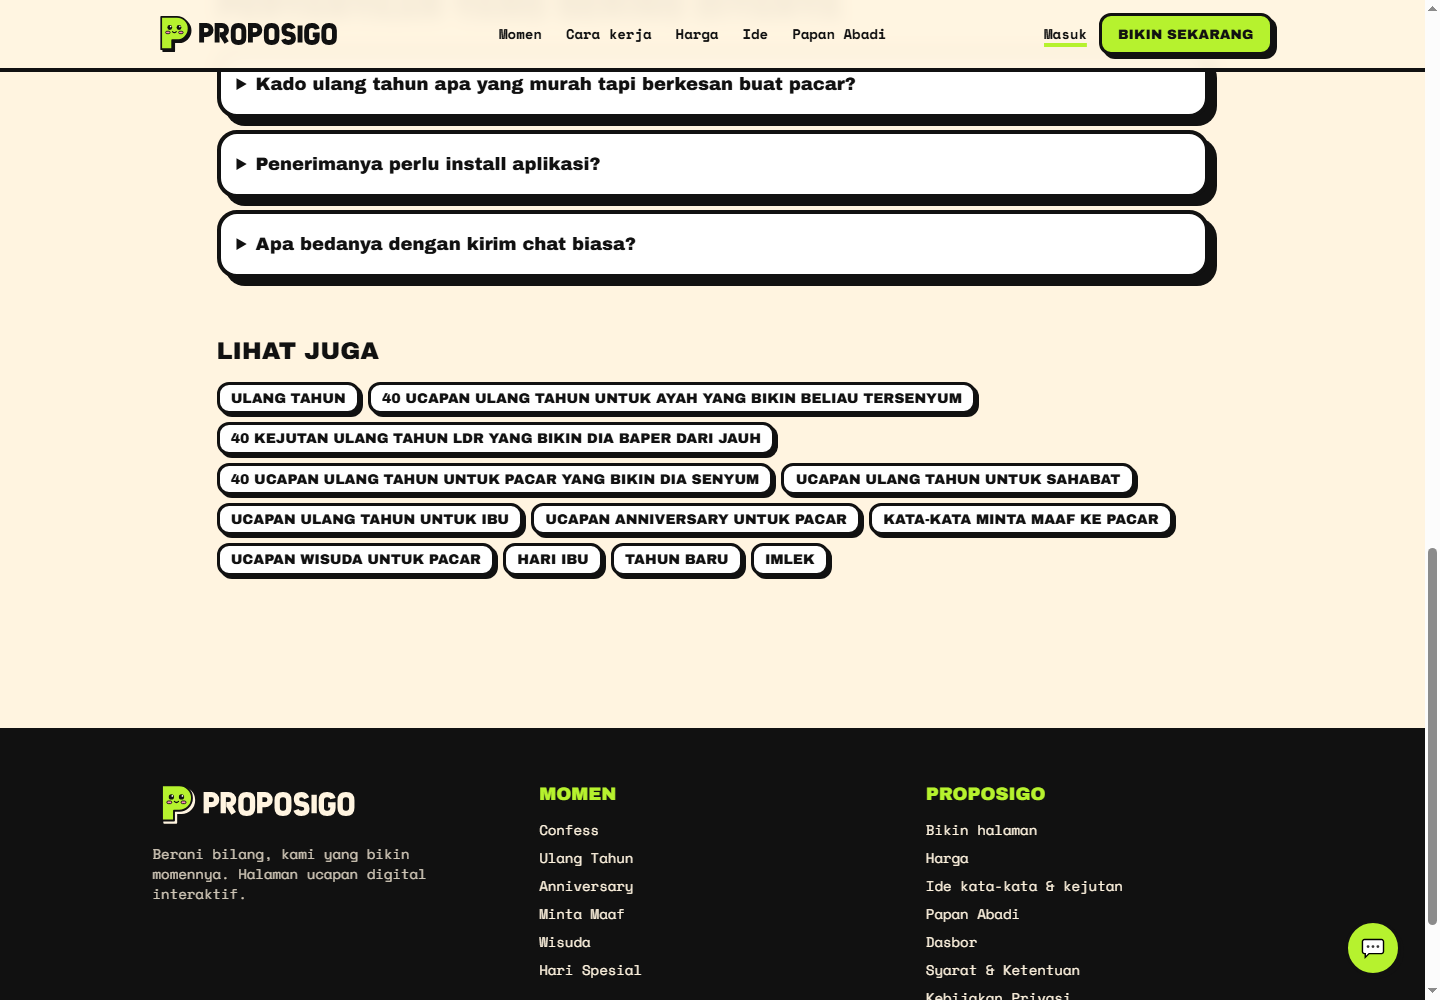 PROPOSIGO
Momen Cara kerja Harga Ide Papan Abadi Masuk BIKIN SEKARANG
Kado ulang tahun apa yang murah tapi berkesan buat pacar?
Penerimanya perlu install aplikasi?
Apa bedanya dengan kirim chat biasa?
LIHAT JUGA
ULANG TAHUN 40 UCAPAN ULANG TAHUN UNTUK AYAH YANG BIKIN BELIAU TERSENYUM
40 KEJUTAN ULANG TAHUN LDR YANG BIKIN DIA BAPER DARI JAUH
40 UCAPAN ULANG TAHUN UNTUK PACAR YANG BIKIN DIA SENYUM UCAPAN ULANG TAHUN UNTUK SAHABAT
UCAPAN ULANG TAHUN UNTUK IBU UCAPAN ANNIVERSARY UNTUK PACAR KATA-KATA MINTA MAAF KE PACAR
UCAPAN WISUDA UNTUK PACAR HARI IBU TAHUN BARU IMLEK
PROPOSIGO
Berani bilang, kami yang bikin
momennya. Halaman ucapan digital
interaktif.
MOMEN
Confess
Ulang Tahun
Anniversary
Minta Maaf
Wisuda
Hari Spesial
PROPOSIGO
Bikin halaman
Harga
Ide kata-kata & kejutan
Papan Abadi
Dasbor
Syarat & Ketentuan
Kebijakan Privasi